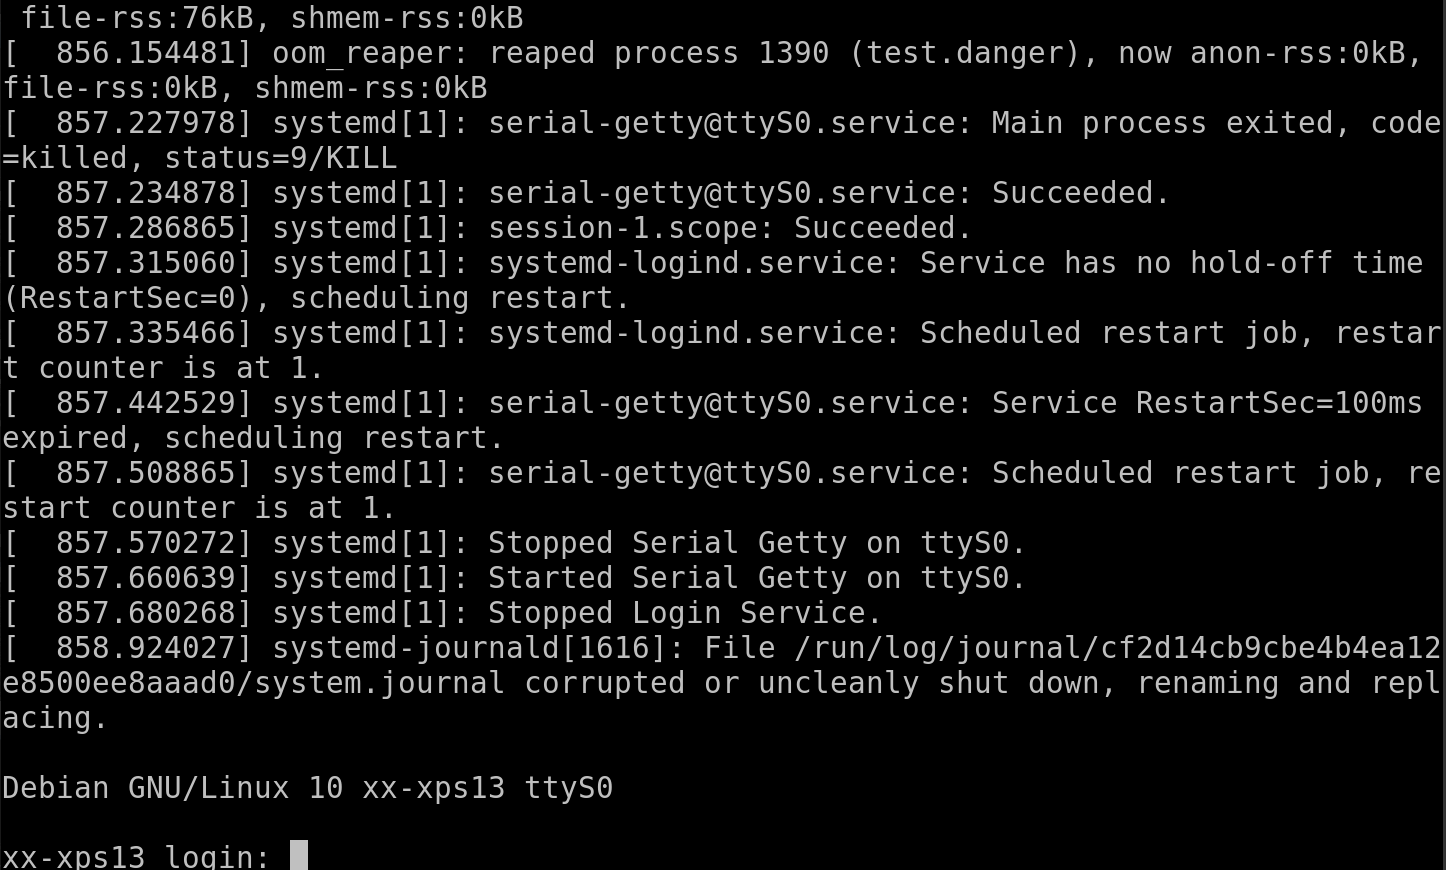 file-rss:76kB, shmem-rss:0kB
[  856.154481] oom_reaper: reaped process 1390 (test.danger), now anon-rss:0kB,
file-rss:0kB, shmem-rss:0kB
[  857.227978] systemd[1]: serial-getty@ttyS0.service: Main process exited, code
=killed, status=9/KILL
[  857.234878] systemd[1]: serial-getty@ttyS0.service: Succeeded.
[  857.286865] systemd[1]: session-1.scope: Succeeded.
[  857.315060] systemd[1]: systemd-logind.service: Service has no hold-off time
(RestartSec=0), scheduling restart.
[  857.335466] systemd[1]: systemd-logind.service: Scheduled restart job, restar
t counter is at 1.
[  857.442529] systemd[1]: serial-getty@ttyS0.service: Service RestartSec=100ms
expired, scheduling restart.
[  857.508865] systemd[1]: serial-getty@ttyS0.service: Scheduled restart job, re
start counter is at 1.
[  857.570272] systemd[1]: Stopped Serial Getty on ttyS0.
[  857.660639] systemd[1]: Started Serial Getty on ttyS0.
[  857.680268] systemd[1]: Stopped Login Service.
[  858.924027] systemd-journald[1616]: File /run/log/journal/cf2d14cb9cbe4b4ea12
e8500ee8aaad0/system.journal corrupted or uncleanly shut down, renaming and repl
acing.

Debian GNU/Linux 10 xx-xps13 ttyS0

xx-xps13 login: